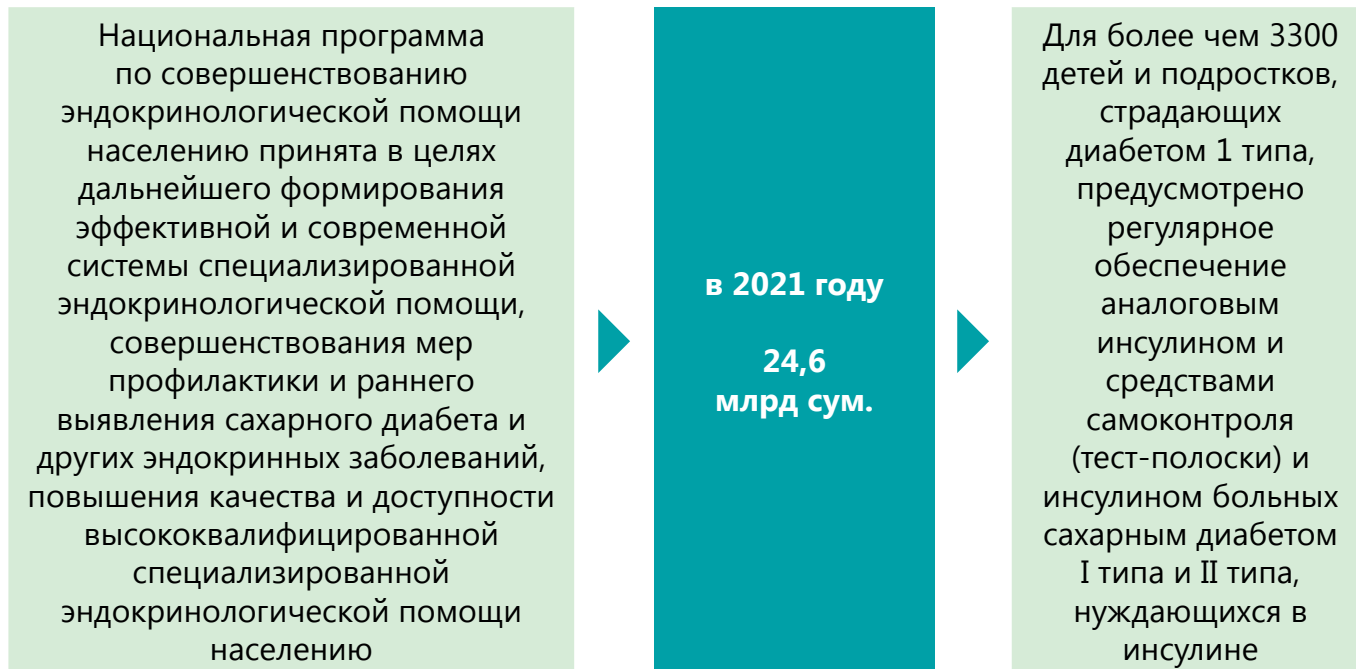 Национальная программа
по совершенствованию
эндокринологической помощи
населению принята в целях
дальнейшего формирования
эффективной и современной
системы специализированной
эндокринологической помощи,
совершенствования мер
профилактики и раннего
выявления сахарного диабета и
других эндокринных заболеваний,
повышения качества и доступности
высококвалифицированной
специализированной
эндокринологической помощи
населению
в 2021 году
24,6
млрд сум.
Для более чем 3300
детей и подростков,
страдающих
диабетом 1 типа,
предусмотрено
регулярное
обеспечение
аналоговым
инсулином и
средствами
самоконтроля
(тест-полоски) и
инсулином больных
сахарным диабетом
I типа и II типа,
нуждающихся в
инсулине